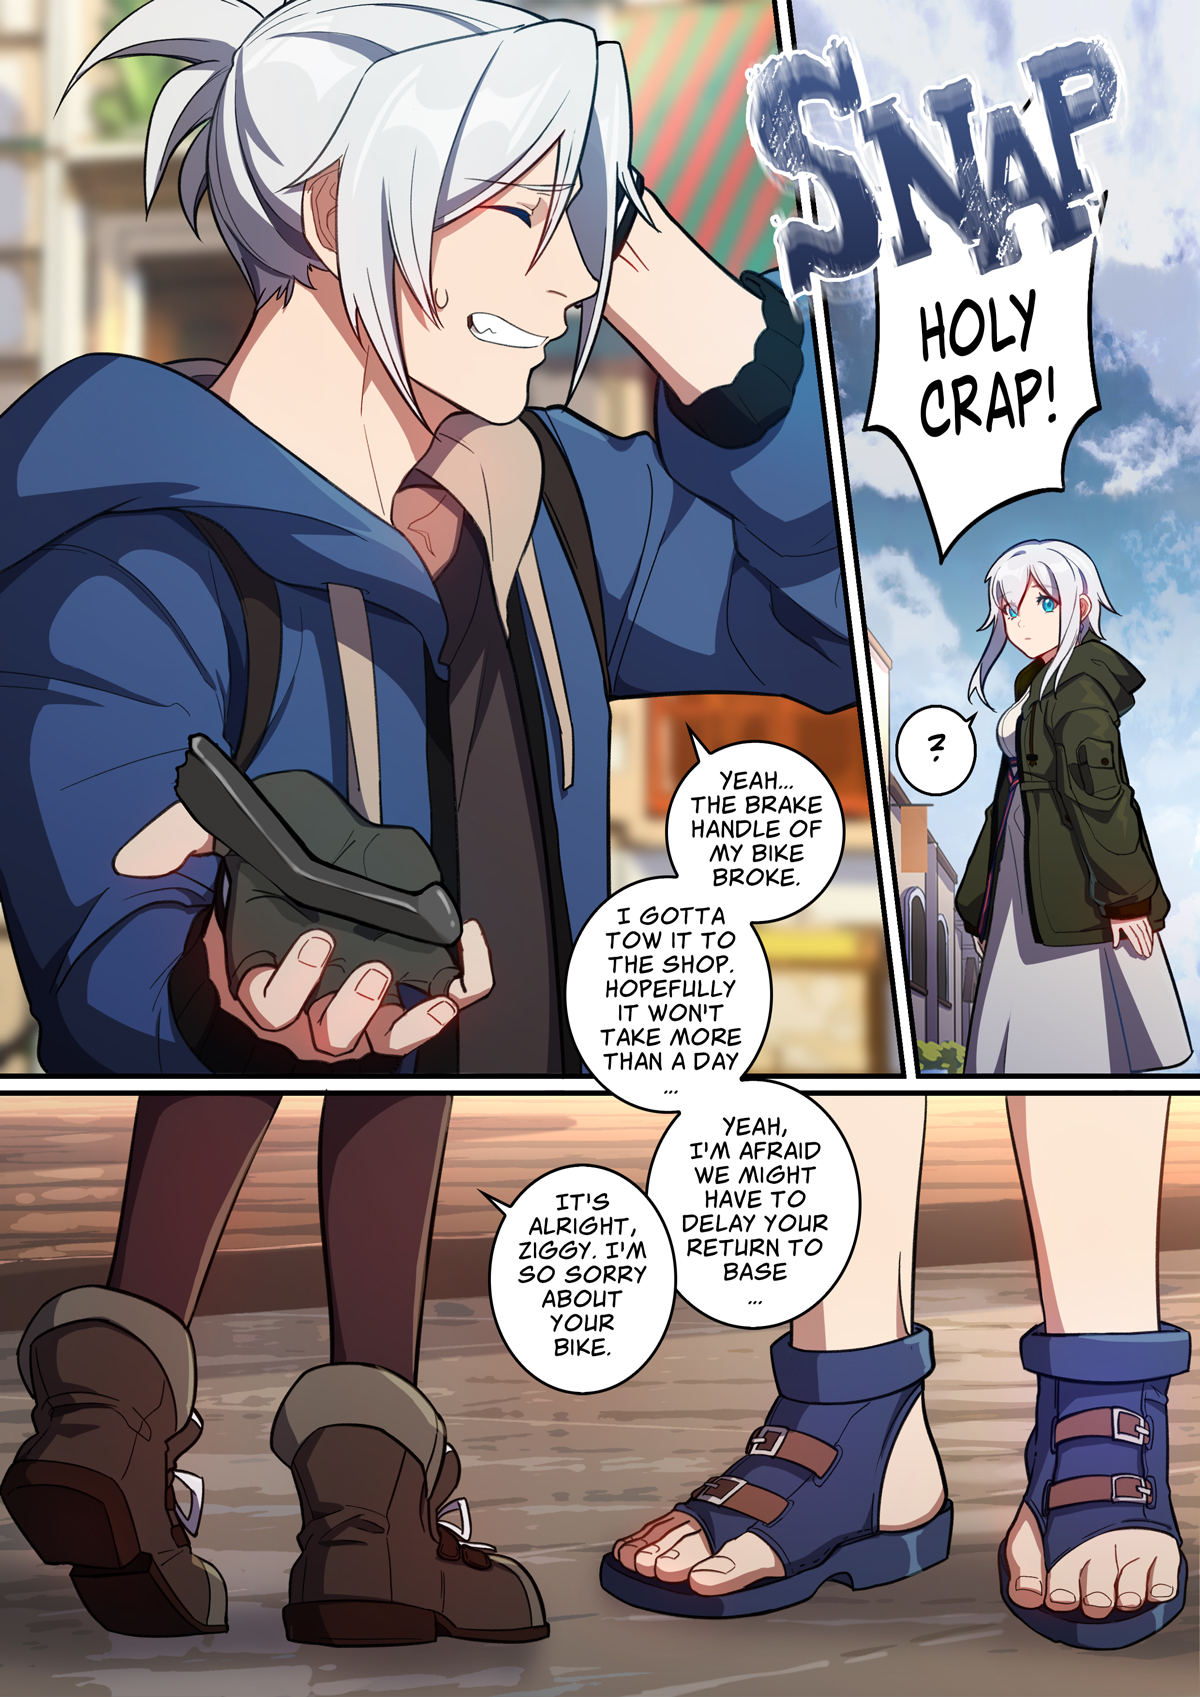 SNAP
HOLY
CRAP!
?
YEAH...
THE BRAKE
HANDLE OF
MY BIKE
BROKE.
I GOTTA
TOW IT TO
THE SHOP.
HOPEFULLY
IT WON'T
TAKE MORE
THAN A DAY
...
YEAH,
I'M AFRAID
WE MIGHT
HAVE TO
DELAY YOUR
RETURN TO
BASE
...
IT'S
ALRIGHT,
ZIGGY. I'M
SO SORRY
ABOUT
YOUR
BIKE.